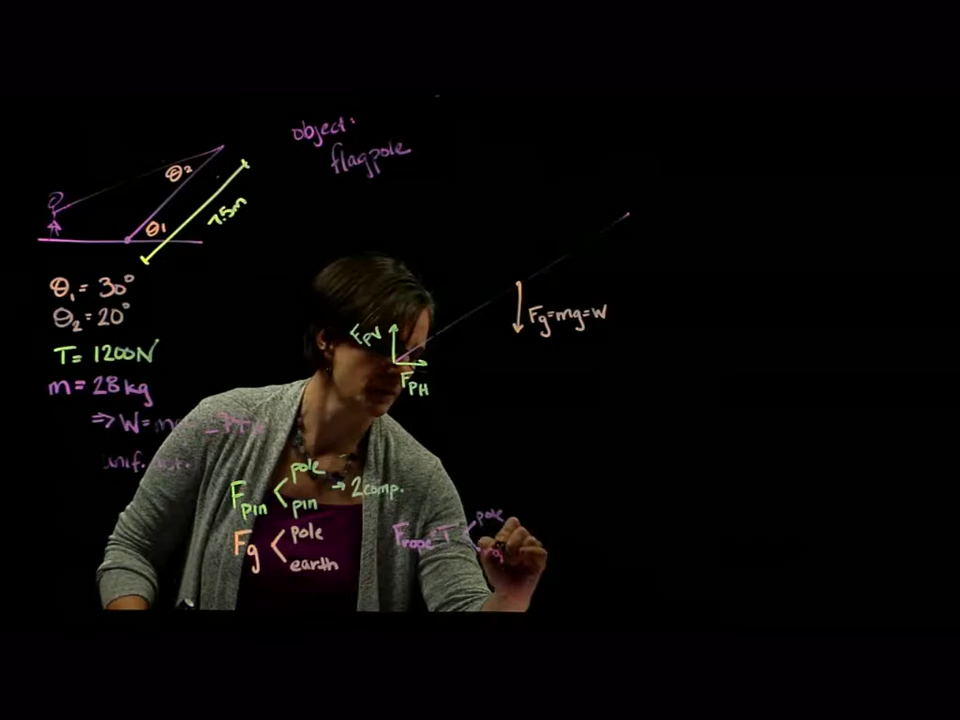 object:
flagpole
θ2
θ1
7.5m
θ1 = 30°
θ2 = 20°
T = 1200N
m = 28 kg
⇒ W = m
unif.
FPV
FPH
Fg=mg=W
Fpin < pole
pin
→ 2 comp.
Fg < pole
earth
Frope T < pole